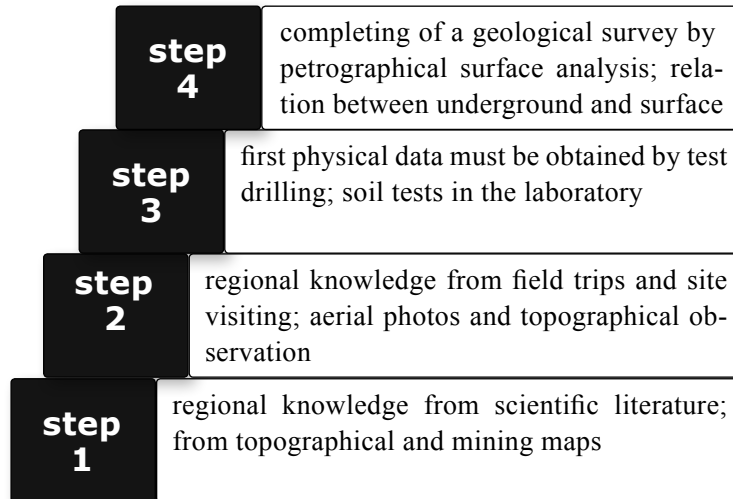 step
4
completing of a geological survey by
petrographical surface analysis; rela-
tion between underground and surface
step
3
first physical data must be obtained by test
drilling; soil tests in the laboratory
step
2
regional knowledge from field trips and site
visiting; aerial photos and topographical ob-
servation
step
1
regional knowledge from scientific literature;
from topographical and mining maps